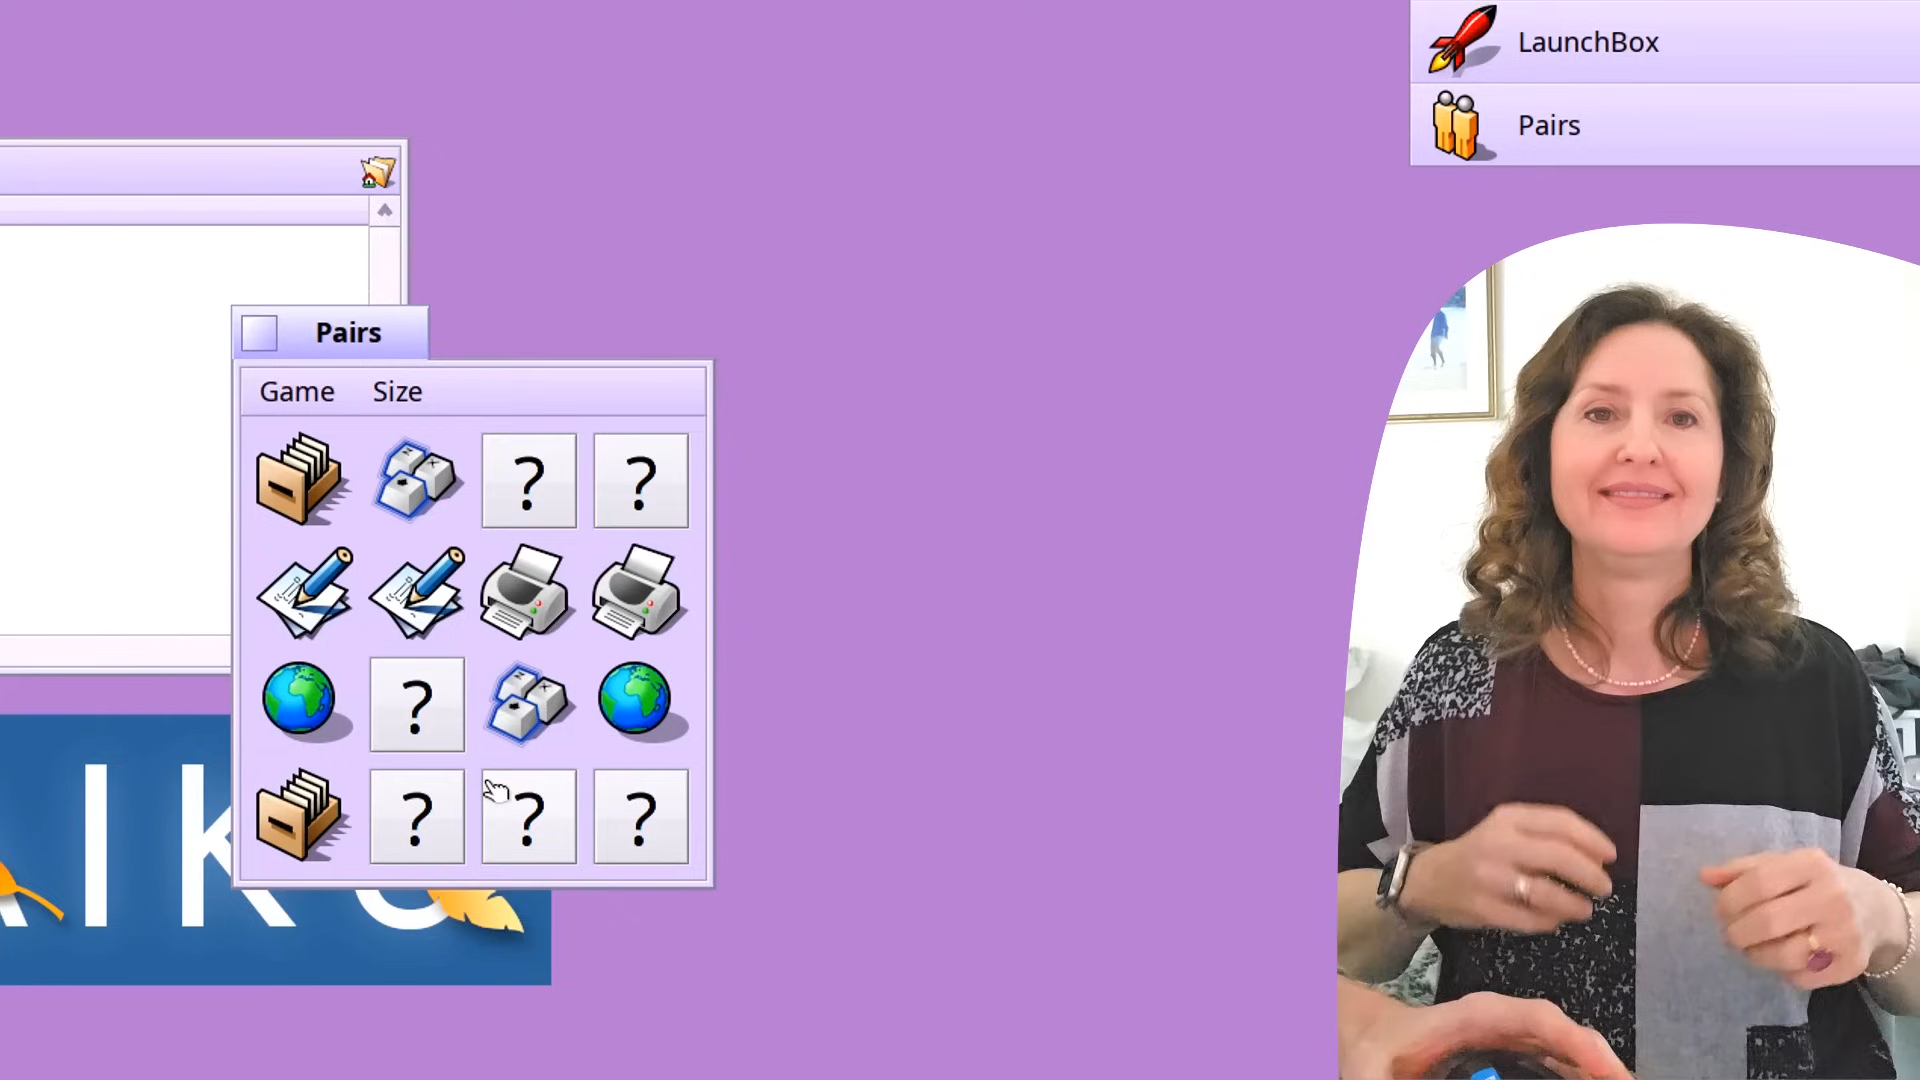 LaunchBox
Pairs
Pairs
Game Size
? ?
?
? ? ?